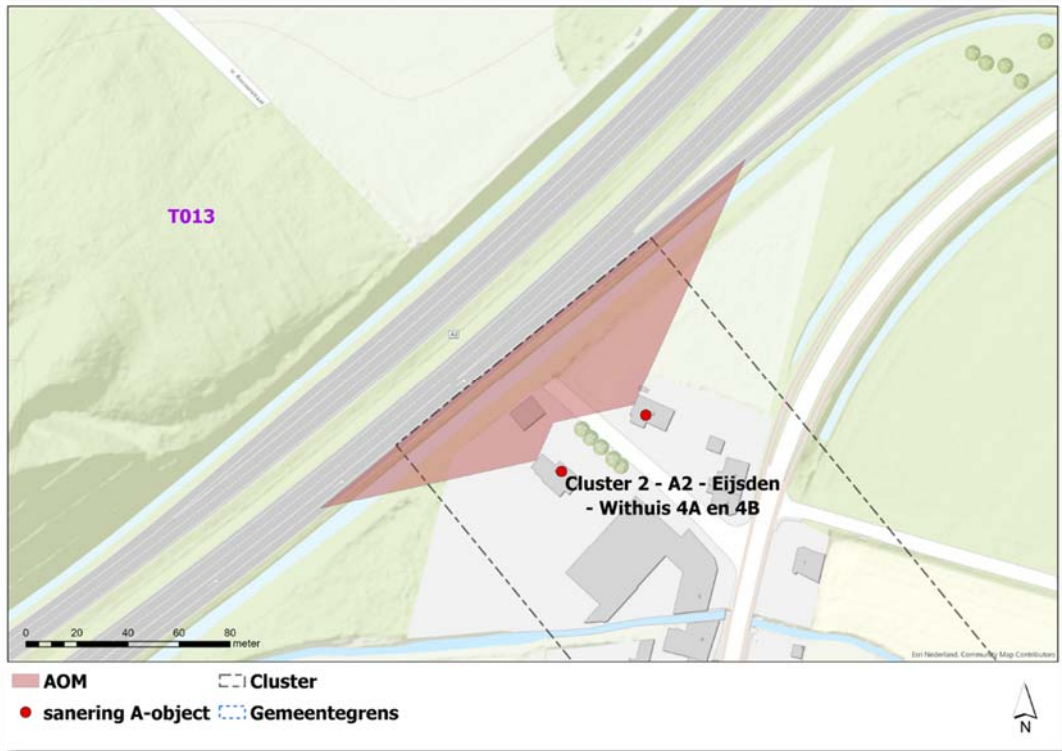 T013
A2
Cluster 2 - A2 - Eijsden
- Withuis 4A en 4B
0 20 40 60 80
meter
Esri Nederland, Community Map Contributors
AOM
Cluster
sanering A-object
Gemeentegrens
N